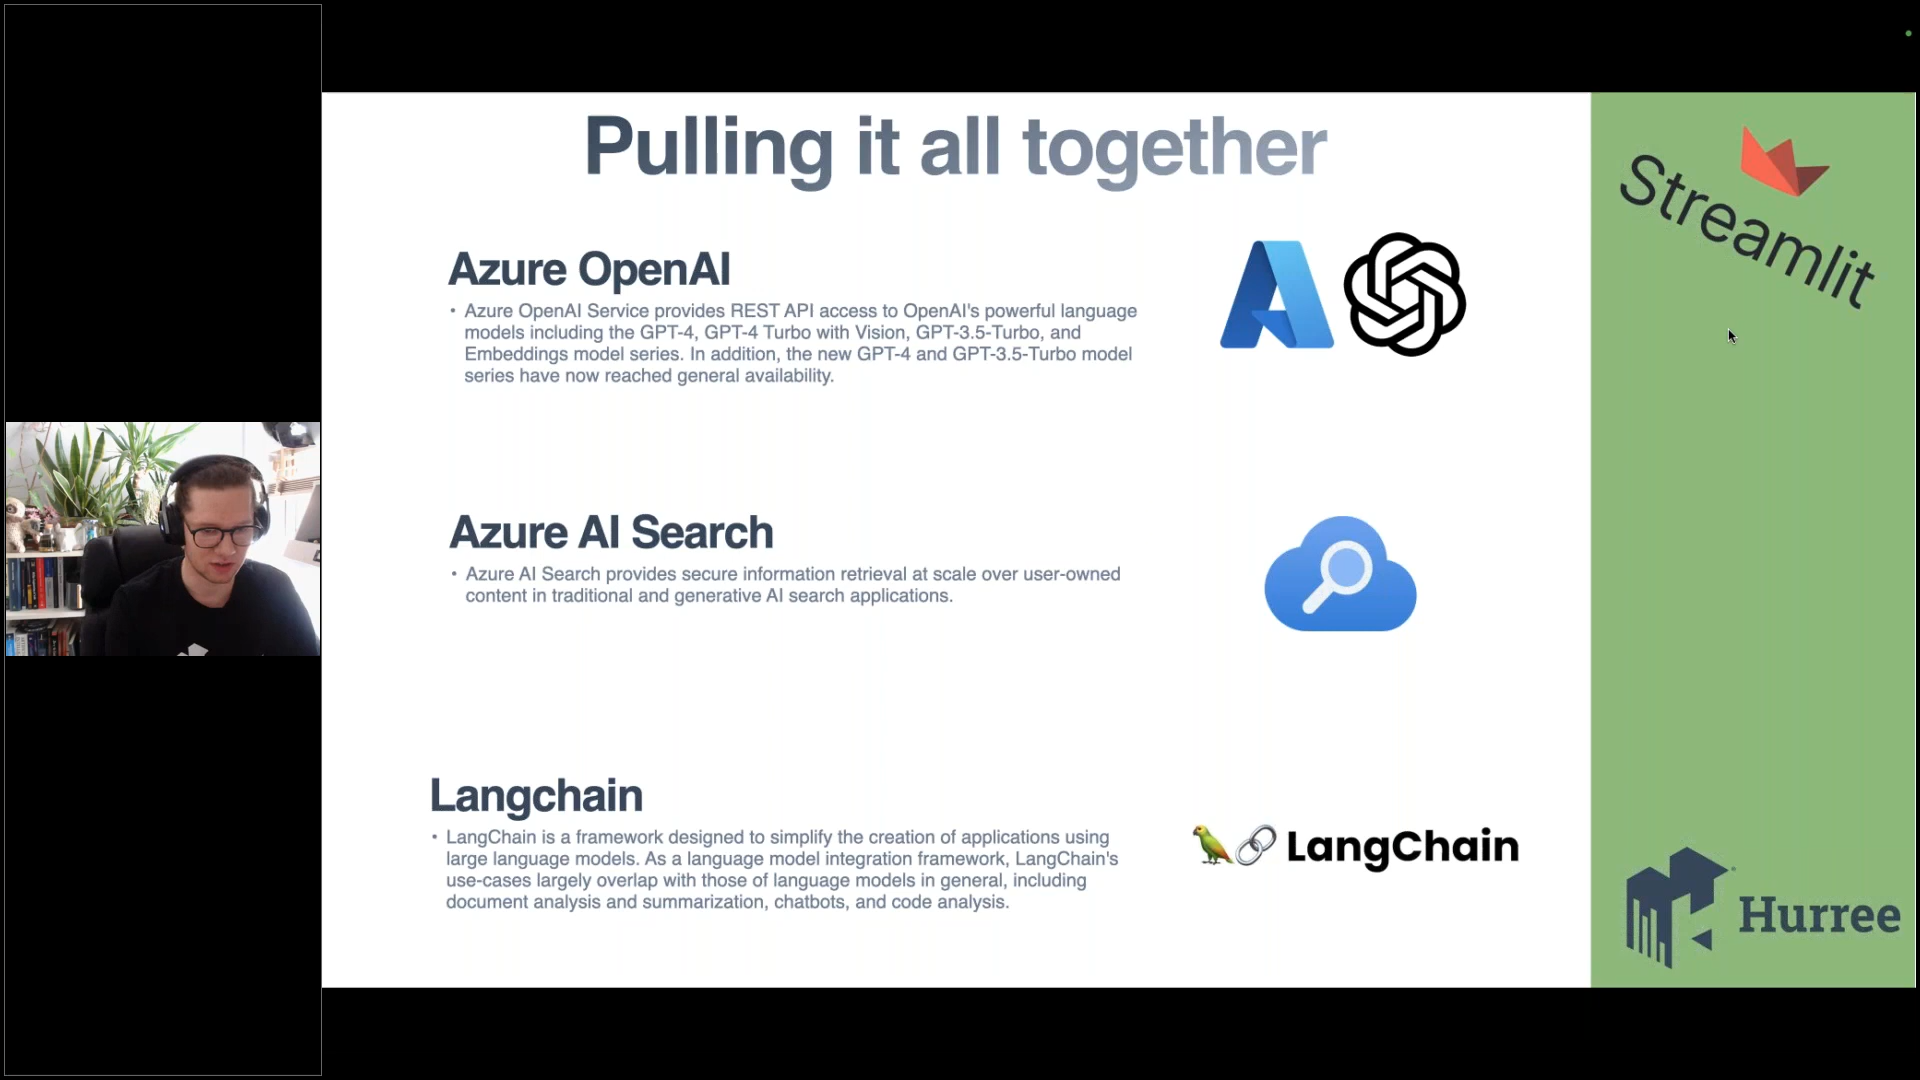 Pulling it all together
Streamlit
Azure OpenAI
• Azure OpenAI Service provides REST API access to OpenAI's powerful language
models including the GPT-4, GPT-4 Turbo with Vision, GPT-3.5-Turbo, and
Embeddings model series. In addition, the new GPT-4 and GPT-3.5-Turbo model
series have now reached general availability.
Azure AI Search
• Azure AI Search provides secure information retrieval at scale over user-owned
content in traditional and generative AI search applications.
Langchain
• LangChain is a framework designed to simplify the creation of applications using
large language models. As a language model integration framework, LangChain's
use-cases largely overlap with those of language models in general, including
document analysis and summarization, chatbots, and code analysis.
LangChain
Hurree